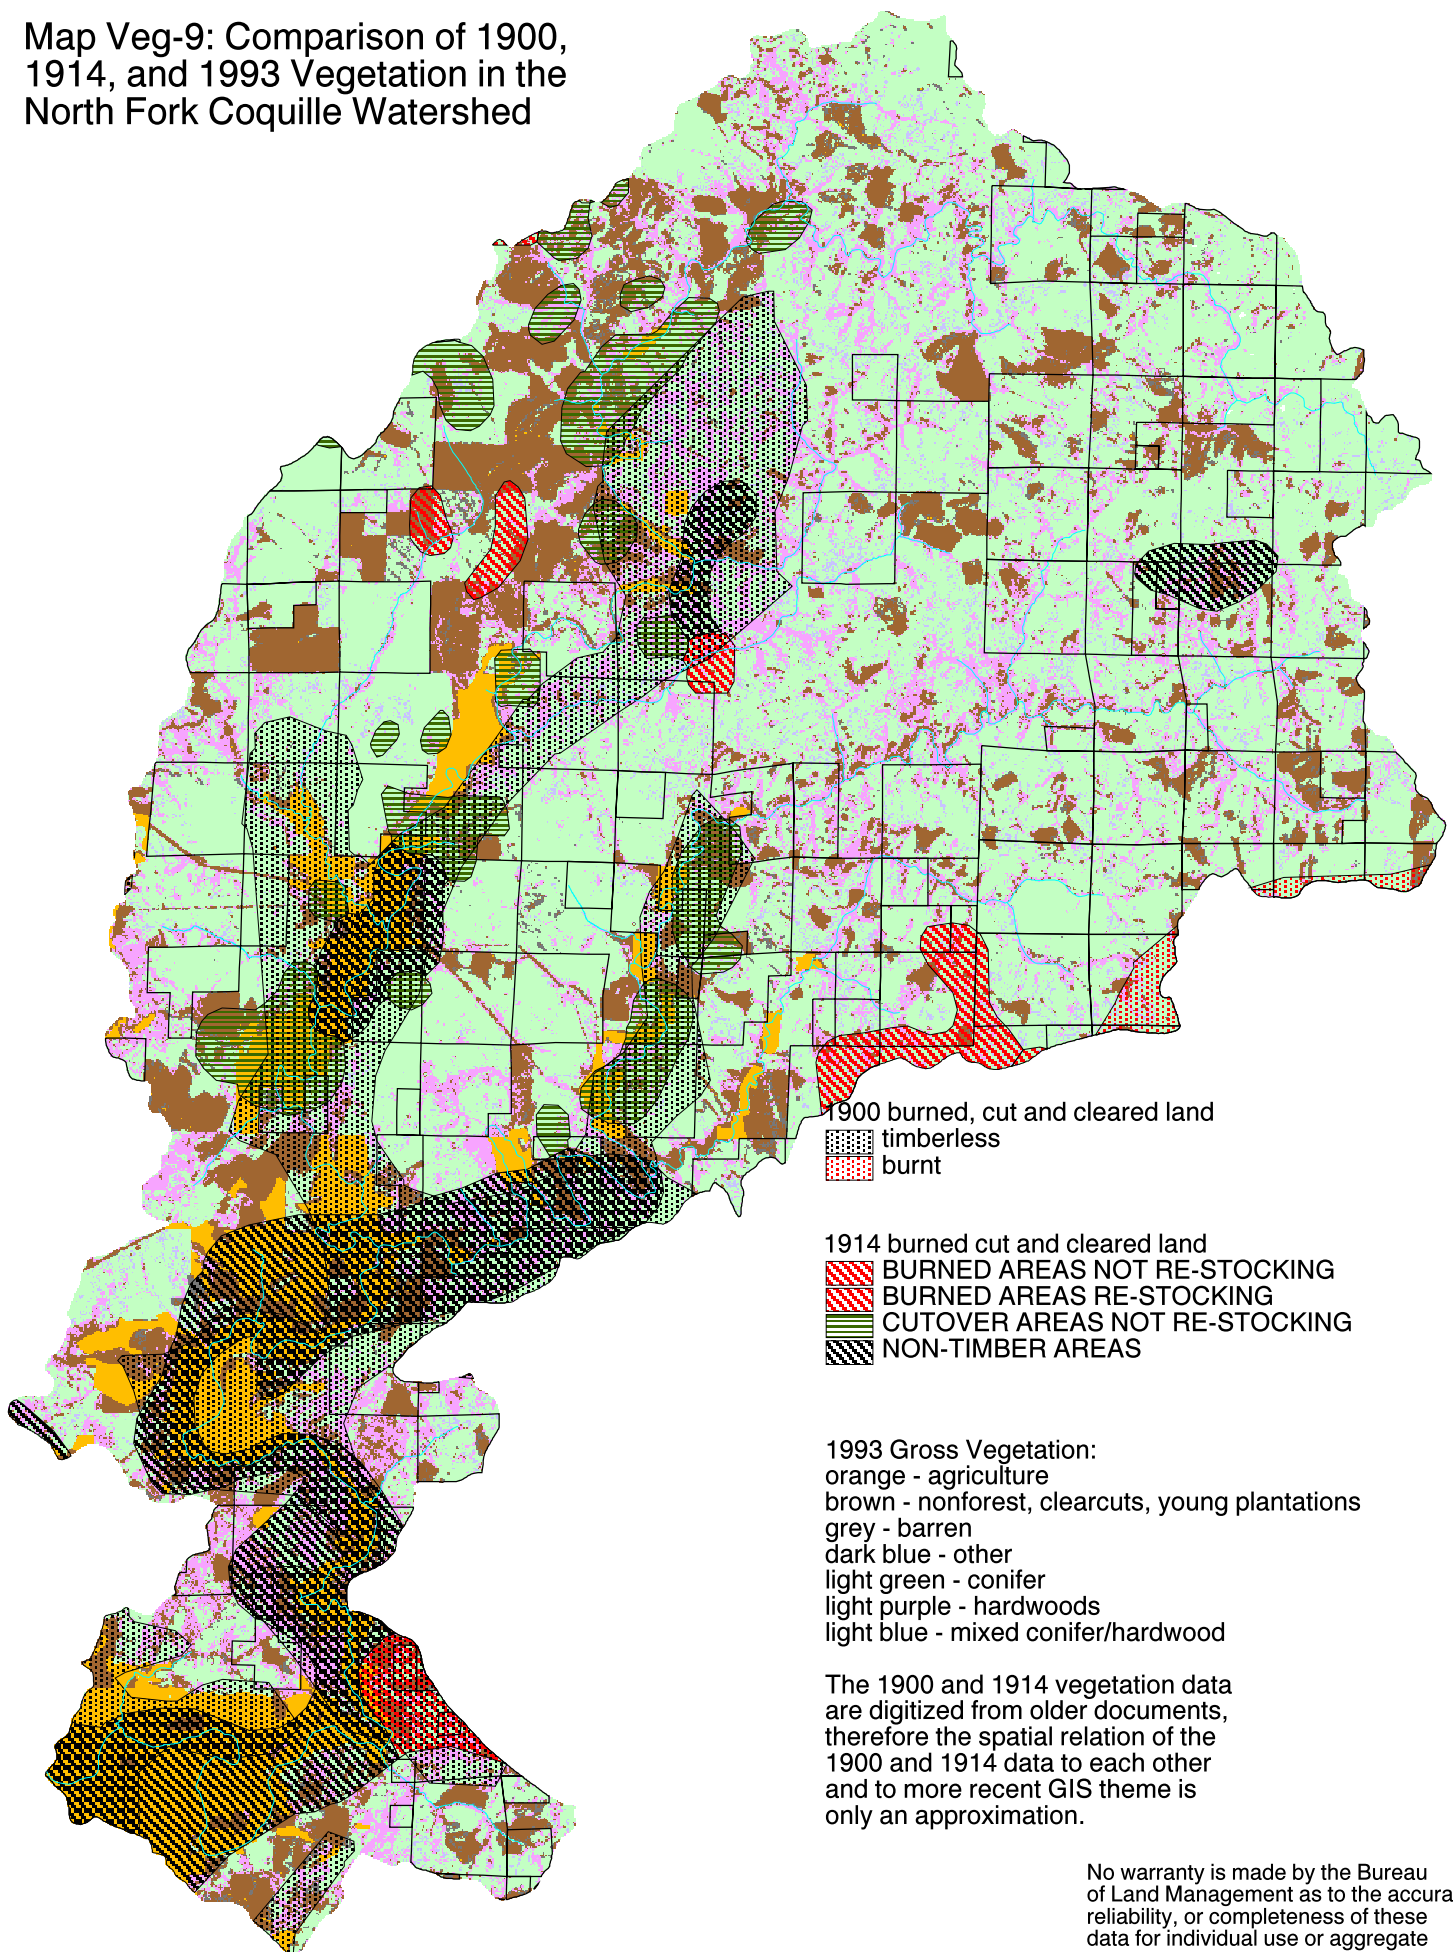 Map Veg-9: Comparison of 1900,
1914, and 1993 Vegetation in the
North Fork Coquille Watershed
1900 burned, cut and cleared land
timberless
burnt
1914 burned cut and cleared land
BURNED AREAS NOT RE-STOCKING
BURNED AREAS RE-STOCKING
CUTOVER AREAS NOT RE-STOCKING
NON-TIMBER AREAS
1993 Gross Vegetation:
orange - agriculture
brown - nonforest, clearcuts, young plantations
grey - barren
dark blue - other
light green - conifer
light purple - hardwoods
light blue - mixed conifer/hardwood
The 1900 and 1914 vegetation data
are digitized from older documents,
therefore the spatial relation of the
1900 and 1914 data to each other
and to more recent GIS theme is
only an approximation.
No warranty is made by the Bureau
of Land Management as to the accura
reliability, or completeness of these
data for individual use or aggregate